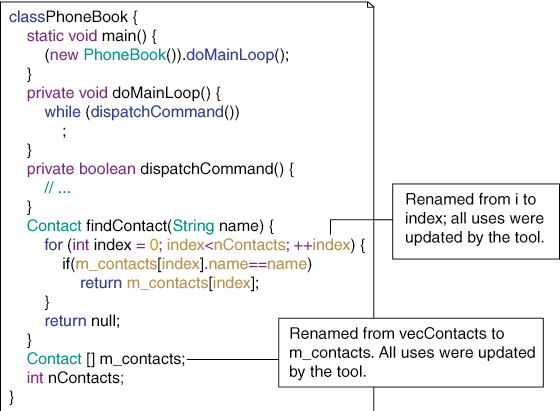 classPhoneBook {
static void main() {
(new PhoneBook()).doMainLoop();
}
private void doMainLoop() {
while (dispatchCommand())
;
}
private boolean dispatchCommand() {
// ...
}
Contact findContact(String name) {
for (int index = 0; index<nContacts; ++index) {
if(m_contacts[index].name==name)
return m_contacts[index];
}
return null;
}
Contact [] m_contacts;
int nContacts;
}
Renamed from i to
index; all uses were
updated by the tool.
Renamed from vecContacts to
m_contacts. All uses were updated
by the tool.